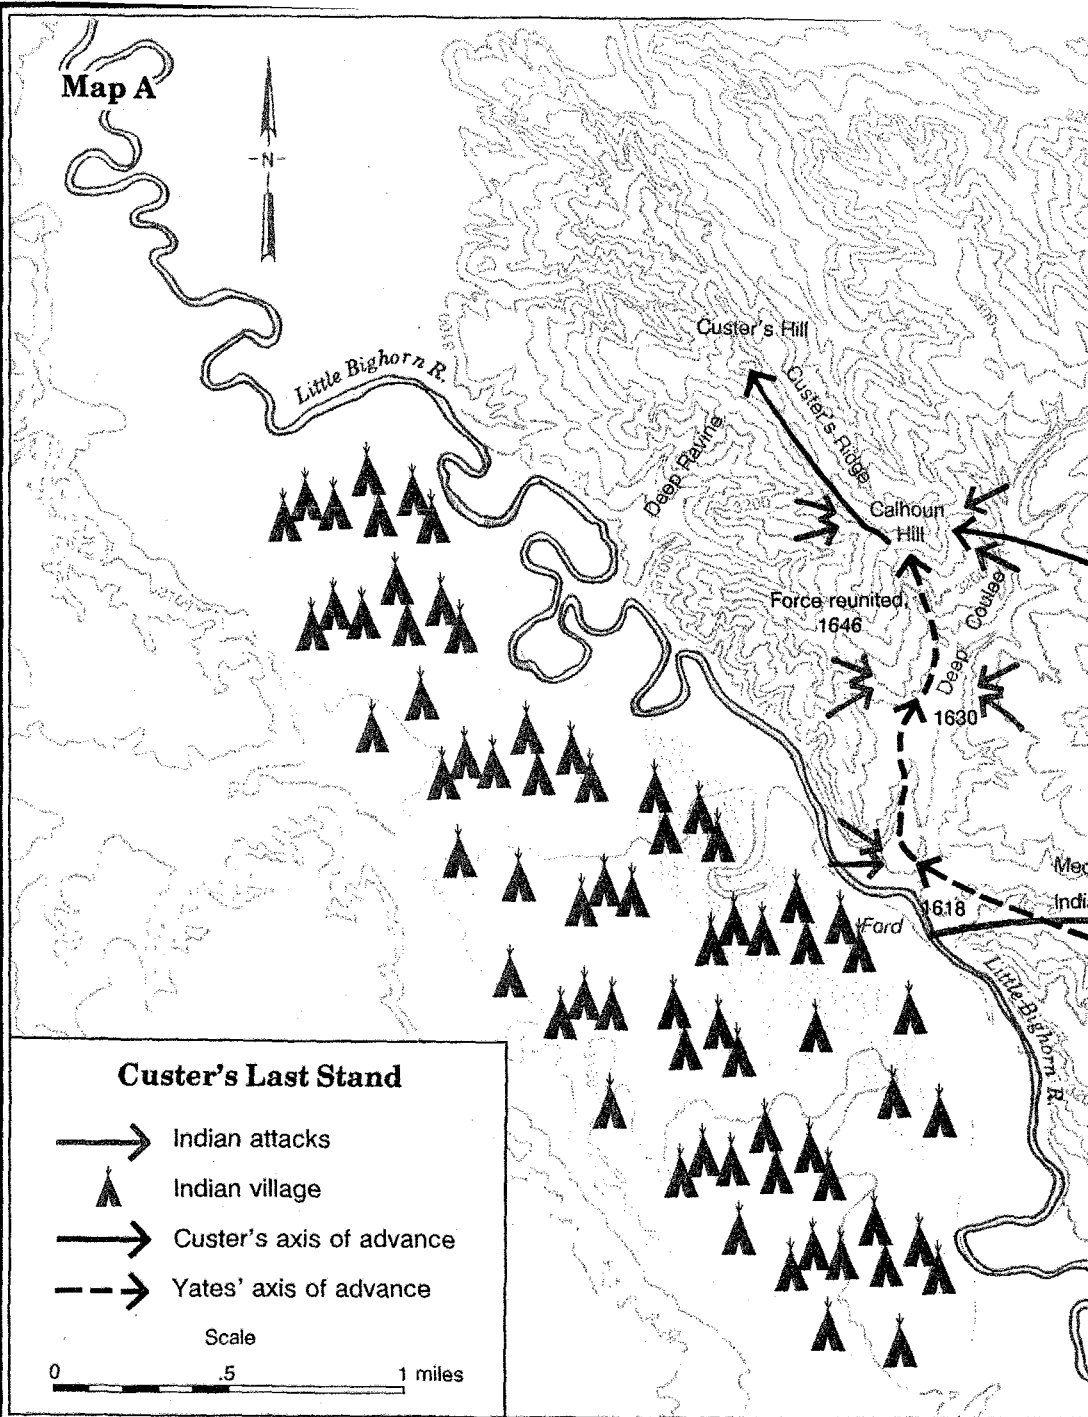 Map A
-N-
Custer's Hill
Little Bighorn R.
Custer's Ridge
Deep Ravine
Calhoun
Hill
Force reunited,
1646
Deep Coulee
1630
1618
Ford
Little Bighorn R.
Custer's Last Stand
Indian attacks
Indian village
Custer's axis of advance
Yates' axis of advance
Scale
0 .5 1 miles